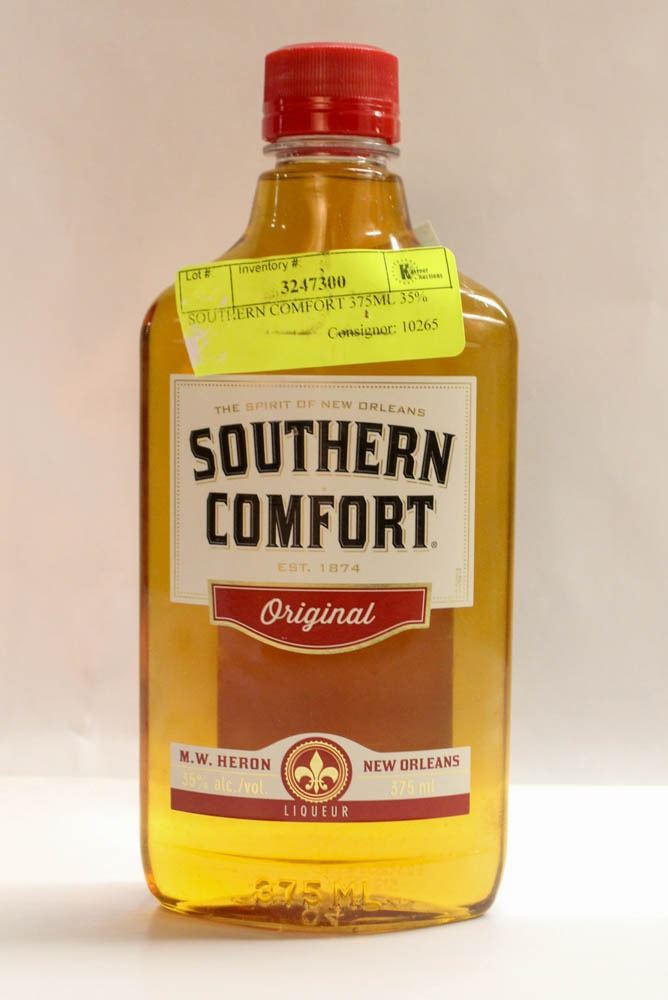 Lot #:
Inventory #:
3247300
SOUTHERN COMFORT 375ML 35%
Consignor: 10265
THE SPIRIT OF NEW ORLEANS
SOUTHERN
COMFORT®
EST. 1874
Original
M.W. HERON NEW ORLEANS
35% alc./vol. 375 ml
LIQUEUR
375 ML